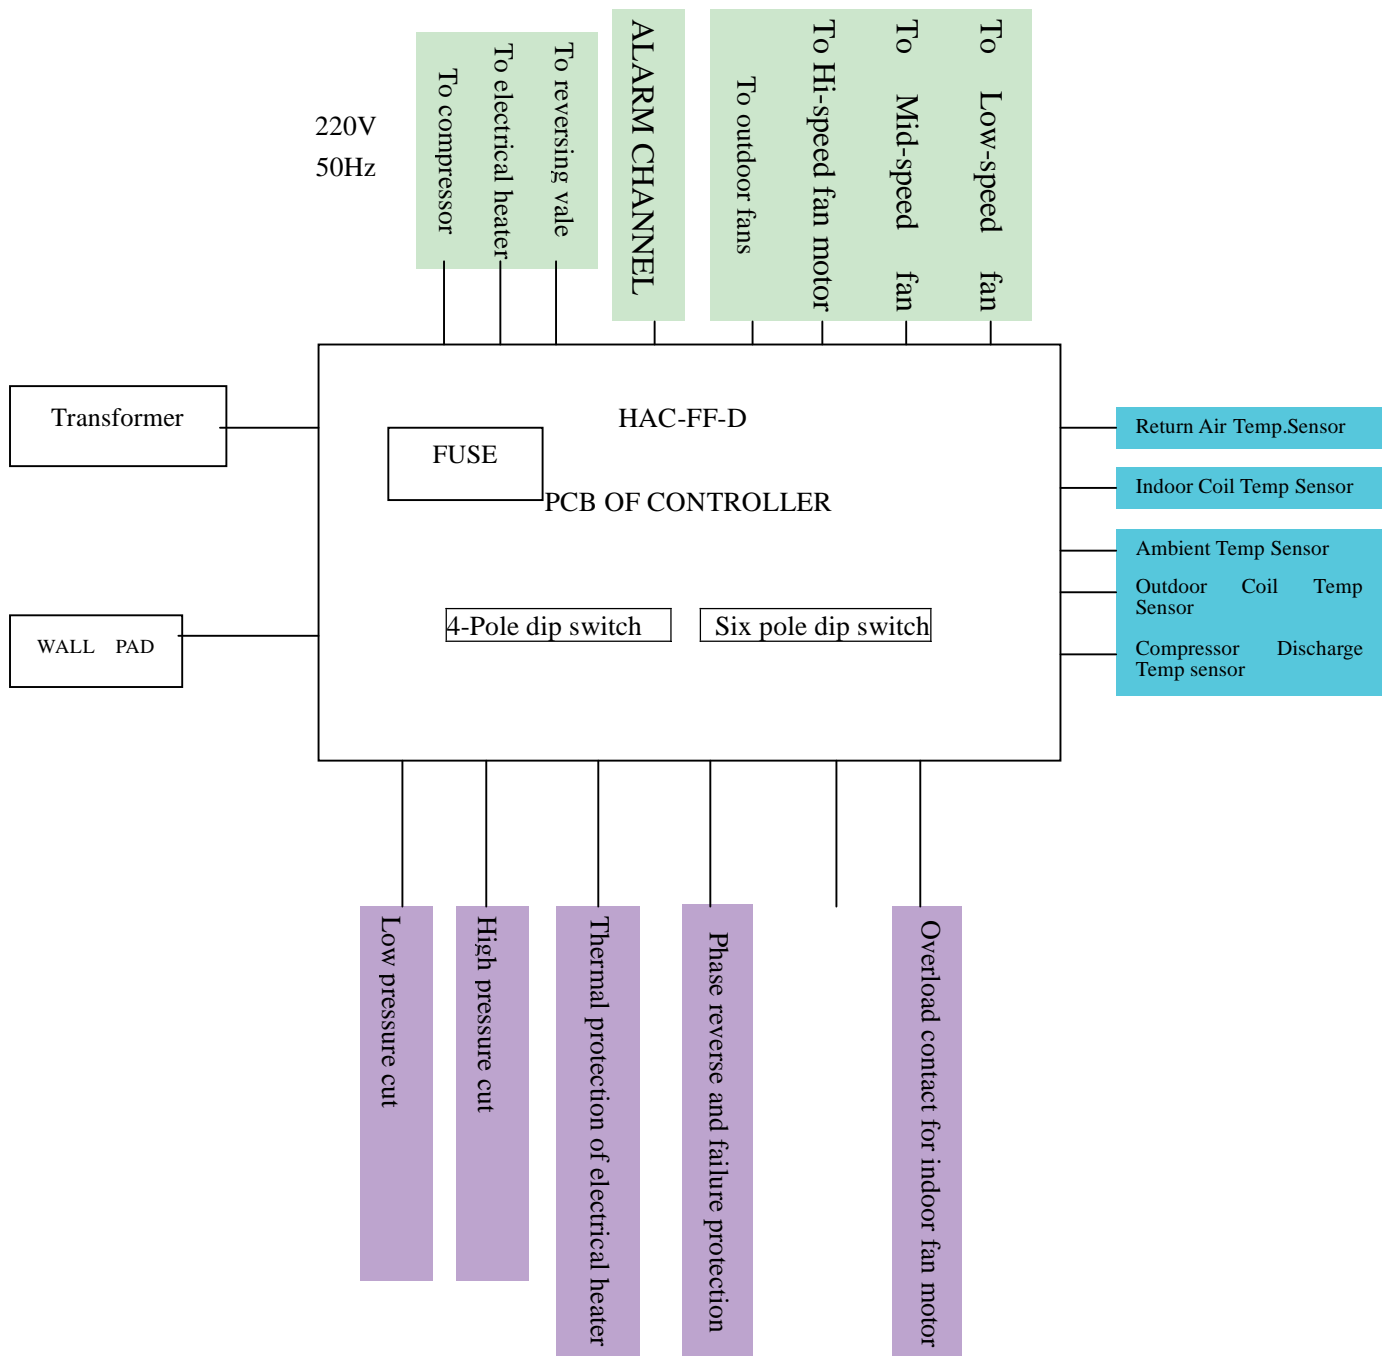 220V
50Hz
To compressor
To electrical heater
To reversing vale
ALARM CHANNEL
To outdoor fans
To Hi-speed fan motor
To Mid-speed fan
To Low-speed fan
Transformer
HAC-FF-D
FUSE
PCB OF CONTROLLER
Return Air Temp.Sensor
Indoor Coil Temp Sensor
Ambient Temp Sensor
Outdoor Coil Temp
Sensor
Compressor Discharge
Temp sensor
WALL PAD
4-Pole dip switch
Six pole dip switch
Low pressure cut
High pressure cut
Thermal protection of electrical heater
Phase reverse and failure protection
Overload contact for indoor fan motor